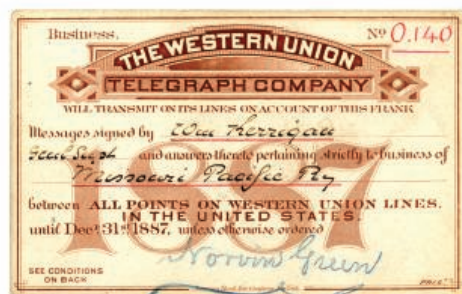 Business.
Nº 0.140
THE WESTERN UNION
TELEGRAPH COMPANY
WILL TRANSMIT ON ITS LINES ON ACCOUNT OF THIS FRANK
Messages signed by Wm Kerrigan
Genl Supt and answers thereto pertaining strictly to business of
Missouri Pacific Ry
1887
between ALL POINTS ON WESTERN UNION LINES.
IN THE UNITED STATES.
until Dec. 31st 1887, unless otherwise ordered
Norvin Green
SEE CONDITIONS
ON BACK
PRES.T